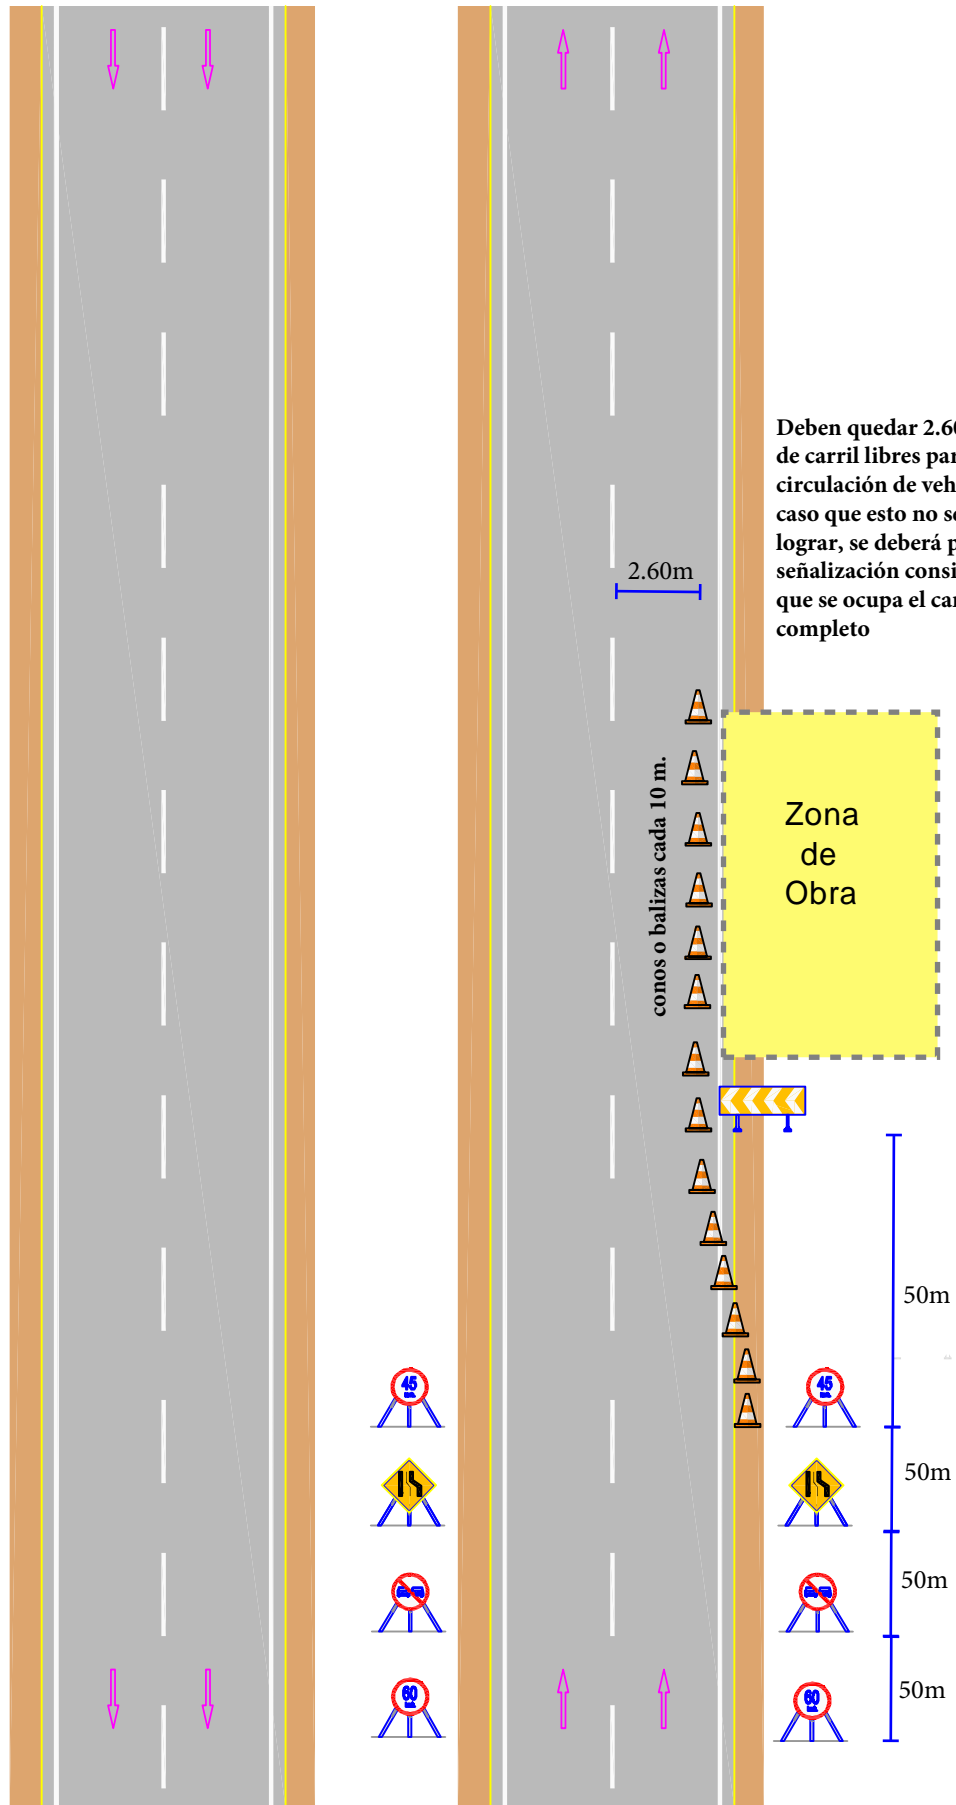 Deben quedar 2.60
de carril libres par
circulación de veh
caso que esto no s
lograr, se deberá p
señalización consi
que se ocupa el car
completo
2.60m
conos o balizas cada 10 m.
Zona
de
Obra
50m
45
45
50m
50m
60
60
50m